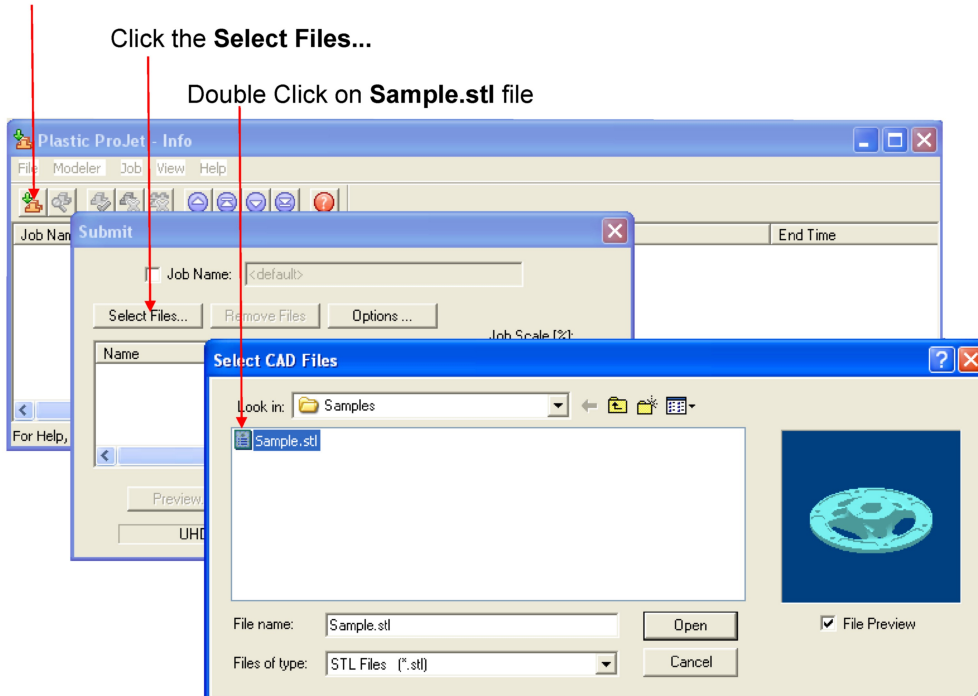 Click the Select Files...
Double Click on Sample.stl file
Plastic ProJet - Info
File Modeler Job View Help
Job Nan
End Time
Submit
Job Name: <default>
Select Files... Remove Files Options ...
Job Scale [%]:
Name
For Help,
Preview
UHD
Select CAD Files
Look in: Samples
Sample.stl
File name: Sample.stl Open File Preview
Files of type: STL Files (*.stl) Cancel